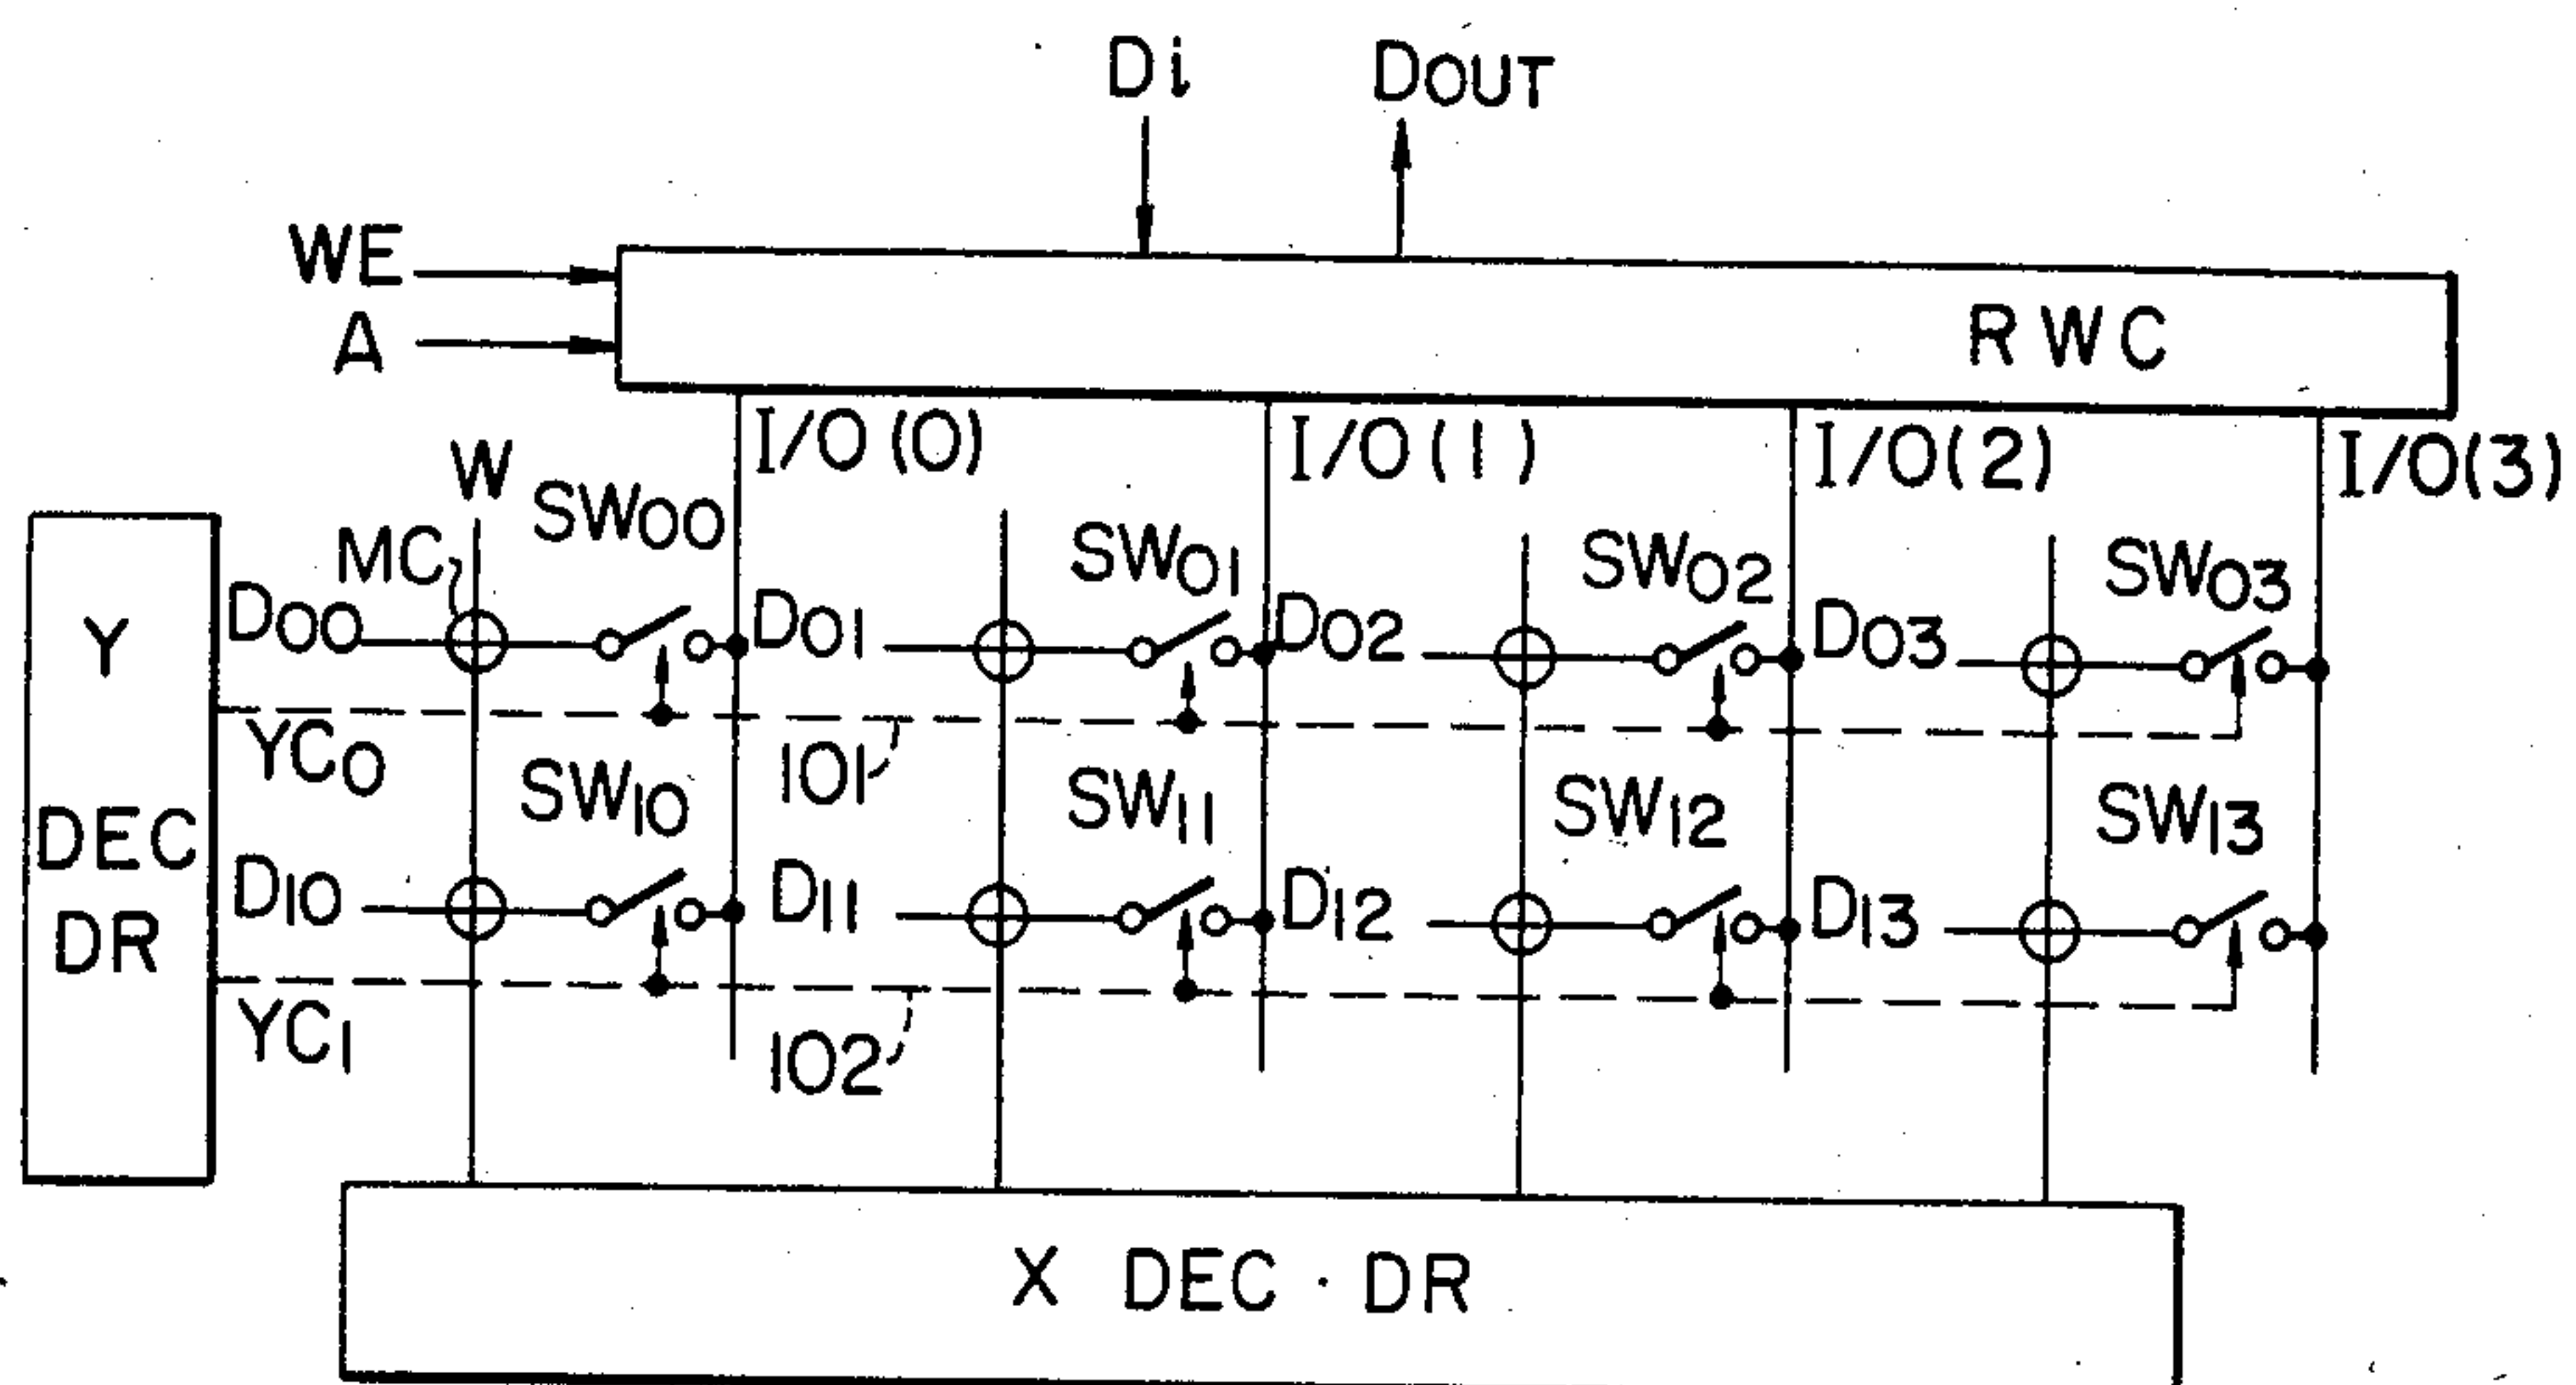 Di DOUT
WE
A
RWC
I/O(0) I/O(1) I/O(2) I/O(3)
W
MC
SW00 SW01 SW02 SW03
D00 D01 D02 D03
Y
DEC
DR
YC0
101
SW10 SW11 SW12 SW13
D10 D11 D12 D13
YC1
102
X DEC · DR